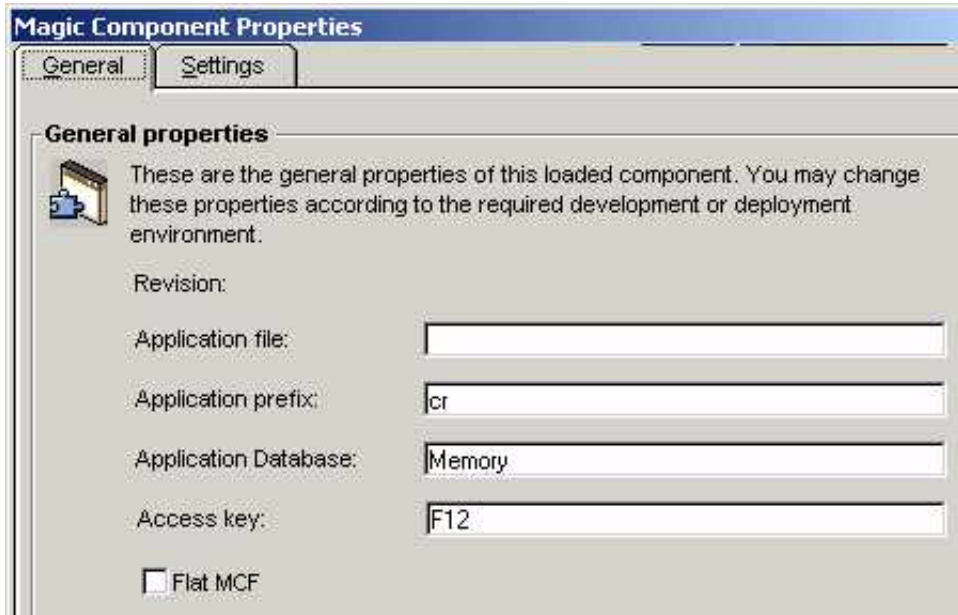 Magic Component Properties
General Settings
General properties
These are the general properties of this loaded component. You may change
these properties according to the required development or deployment
environment.
Revision:
Application file:
Application prefix: cr
Application Database: Memory
Access key: F12
Flat MCF